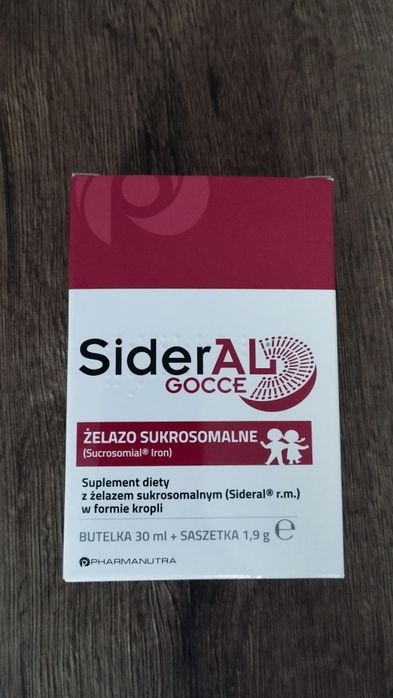 SiderAL®
GOCCE
ŻELAZO SUKROSOMALNE
(Sucrosomial® Iron)
Suplement diety
z żelazem sukrosomalnym (Sideral® r.m.)
w formie kropli
BUTELKA 30 ml + SASZETKA 1,9 g ℮
PHARMANUTRA